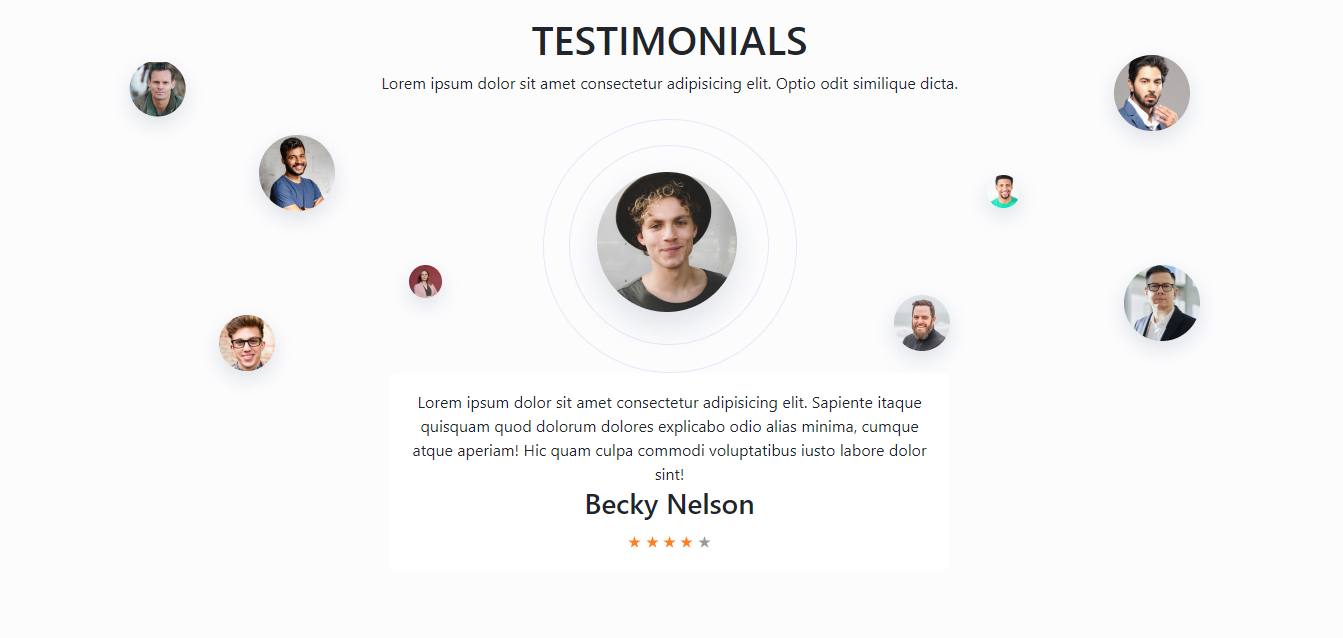 TESTIMONIALS
Lorem ipsum dolor sit amet consectetur adipisicing elit. Optio odit similique dicta.
Lorem ipsum dolor sit amet consectetur adipisicing elit. Sapiente itaque
quisquam quod dolorum dolores explicabo odio alias minima, cumque
atque aperiam! Hic quam culpa commodi voluptatibus iusto labore dolor
sint!
Becky Nelson